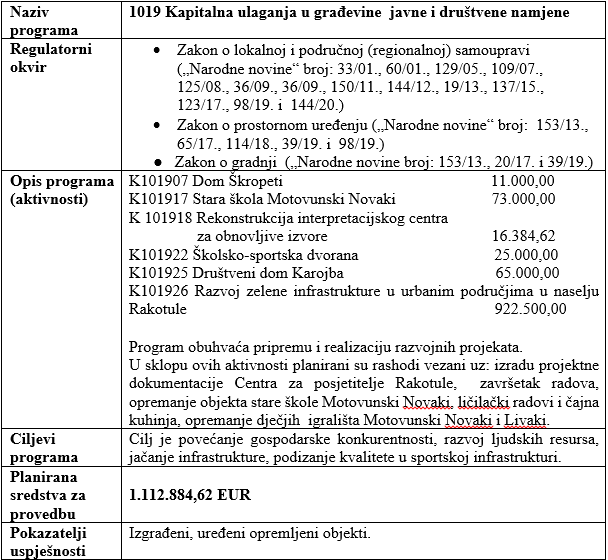 Naziv programa
1019 Kapitalna ulaganja u građevine javne i društvene namjene
Regulatorni okvir
• Zakon o lokalnoj i područnoj (regionalnoj) samoupravi
(„Narodne novine“ broj: 33/01., 60/01., 129/05., 109/07.,
125/08., 36/09., 36/09., 150/11., 144/12., 19/13., 137/15.,
123/17., 98/19. i 144/20.)
• Zakon o prostornom uređenju („Narodne novine“ broj: 153/13.,
65/17., 114/18., 39/19. i 98/19.)
● Zakon o gradnji („Narodne novine broj: 153/13., 20/17. i 39/19.)
Opis programa
(aktivnosti)
K101907 Dom Škropeti 11.000,00
K101917 Stara škola Motovunski Novaki 73.000,00
K 101918 Rekonstrukcija interpretacijskog centra
za obnovljive izvore 16.384,62
K101922 Školsko-sportska dvorana 25.000,00
K101925 Društveni dom Karojba 65.000,00
K101926 Razvoj zelene infrastrukture u urbanim područjima u naselju
Rakotule 922.500,00
Program obuhvaća pripremu i realizaciju razvojnih projekata.
U sklopu ovih aktivnosti planirani su rashodi vezani uz: izradu projektne
dokumentacije Centra za posjetitelje Rakotule, završetak radova,
opremanje objekta stare škole Motovunski Novaki, ličilački radovi i čajna
kuhinja, opremanje dječjih igrališta Motovunski Novaki i Livaki.
Ciljevi
programa
Cilj je povećanje gospodarske konkurentnosti, razvoj ljudskih resursa,
jačanje infrastrukture, podizanje kvalitete u sportskoj infrastrukturi.
Planirana
sredstva za
provedbu
1.112.884,62 EUR
Pokazatelji
uspješnosti
Izgrađeni, uređeni opremljeni objekti.